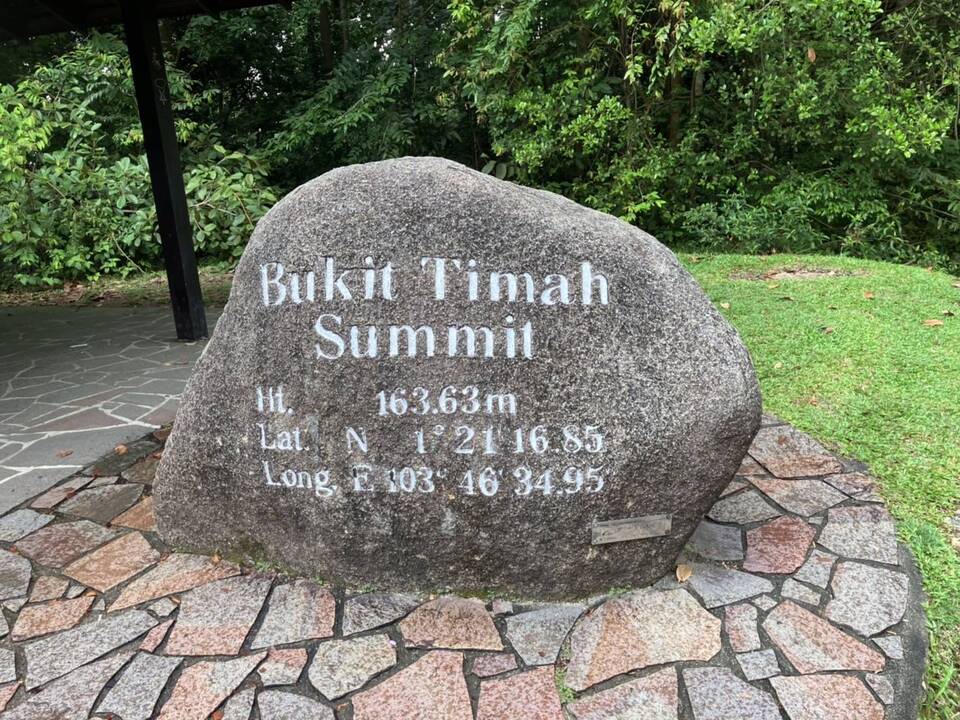 Bukit Timah
Summit
Ht. 163.63m
Lat. N 1° 21' 16.85
Long. E 103° 46' 34.95